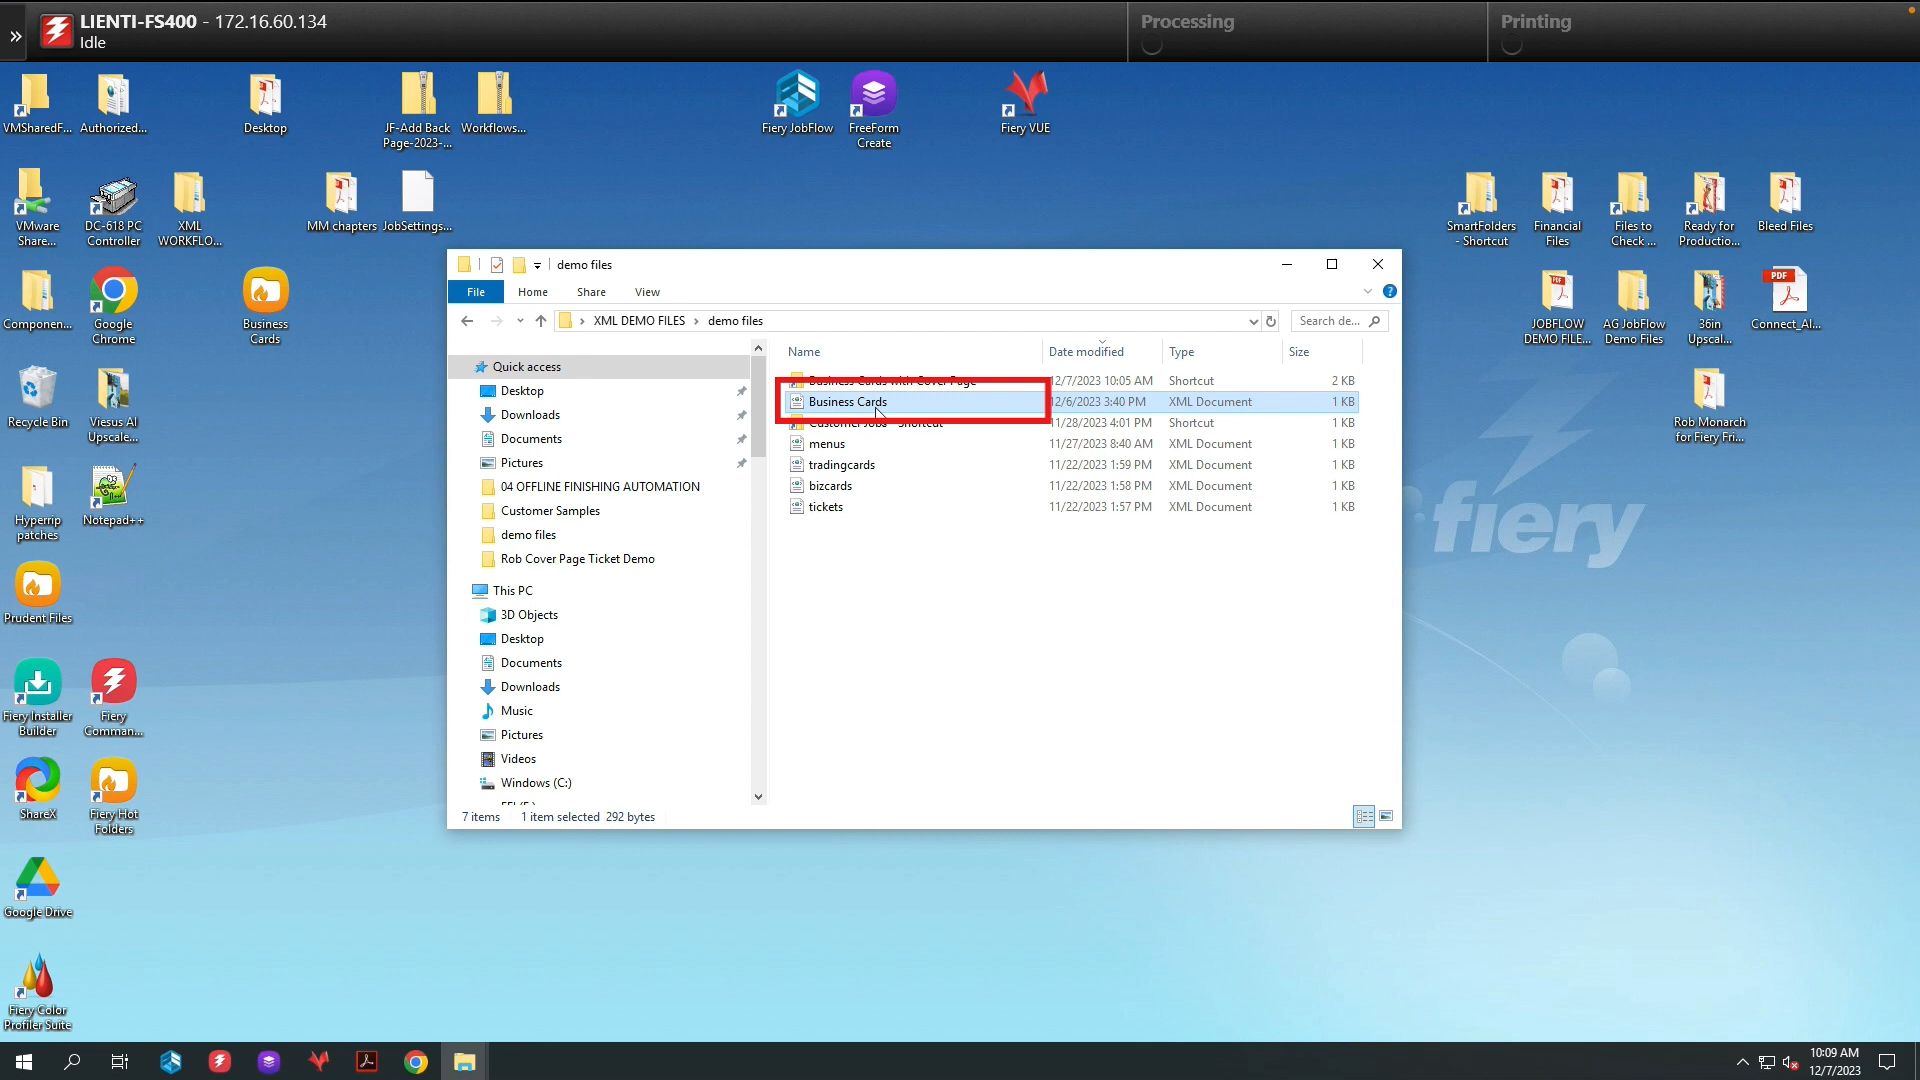 LIENTI-FS400 - 172.16.60.134
Idle
Processing
Printing
VMSharedF...
Authorized...
Desktop
JF-Add Back
Page-2023-...
Workflows...
Fiery JobFlow
FreeForm
Create
Fiery VUE
VMware
Share...
DC-618 PC
Controller
XML
WORKFLO...
MM chapters
JobSettings...
SmartFolders
- Shortcut
Financial
Files
Files to
Check ...
Ready for
Productio...
Bleed Files
Componen...
Google
Chrome
Business
Cards
JOBFLOW
DEMO FILE...
AG JobFlow
Demo Files
36in
Upscal...
PDF
Connect_Al...
Recycle Bin
Viesus AI
Upscale...
Rob Monarch
for Fiery Fri...
Hyperrip
patches
Notepad++
Prudent Files
Fiery Installer
Builder
Fiery
Comman...
ShareX
Fiery Hot
Folders
Google Drive
Fiery Color
Profiler Suite
fiery
demo files
File Home Share View
XML DEMO FILES > demo files
Search de...
Quick access
Desktop
Downloads
Documents
Pictures
04 OFFLINE FINISHING AUTOMATION
Customer Samples
demo files
Rob Cover Page Ticket Demo
This PC
3D Objects
Desktop
Documents
Downloads
Music
Pictures
Videos
Windows (C:)
Name Date modified Type Size
Business Cards with Cover Page 12/7/2023 10:05 AM Shortcut 2 KB
Business Cards 12/6/2023 3:40 PM XML Document 1 KB
Customer Jobs - Shortcut 11/28/2023 4:01 PM Shortcut 1 KB
menus 11/27/2023 8:40 AM XML Document 1 KB
tradingcards 11/22/2023 1:59 PM XML Document 1 KB
bizcards 11/22/2023 1:58 PM XML Document 1 KB
tickets 11/22/2023 1:57 PM XML Document 1 KB
7 items 1 item selected 292 bytes
10:09 AM
12/7/2023